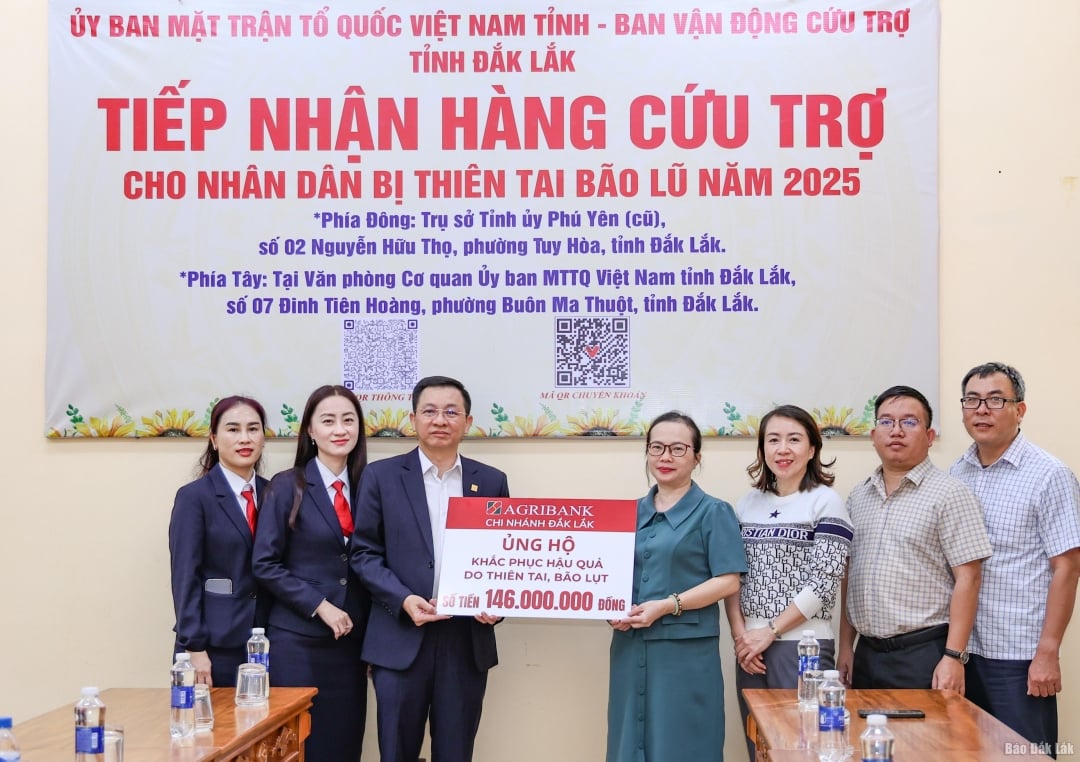 ỦY BAN MẶT TRẬN TỔ QUỐC VIỆT NAM TỈNH - BAN VẬN ĐỘNG CỨU TRỢ
TỈNH ĐẮK LẮK
TIẾP NHẬN HÀNG CỨU TRỢ
CHO NHÂN DÂN BỊ THIÊN TAI BÃO LŨ NĂM 2025
*Phía Đông: Trụ sở Tỉnh ủy Phú Yên (cũ),
số 02 Nguyễn Hữu Thọ, phường Tuy Hòa, tỉnh Đắk Lắk.
*Phía Tây: Tại Văn phòng Cơ quan Ủy ban MTTQ Việt Nam tỉnh Đắk Lắk,
số 07 Đinh Tiên Hoàng, phường Buôn Ma Thuột, tỉnh Đắk Lắk.
QR THÔNG T
MÃ QR CHUYỂN KHOẢN
AGRIBANK
CHI NHÁNH ĐẮK LẮK
ỦNG HỘ
KHẮC PHỤC HẬU QUẢ
DO THIÊN TAI, BÃO LỤT
SỐ TIỀN 146.000.000 ĐỒNG
ISTIAN DIOR
Báo Đắk Lắk